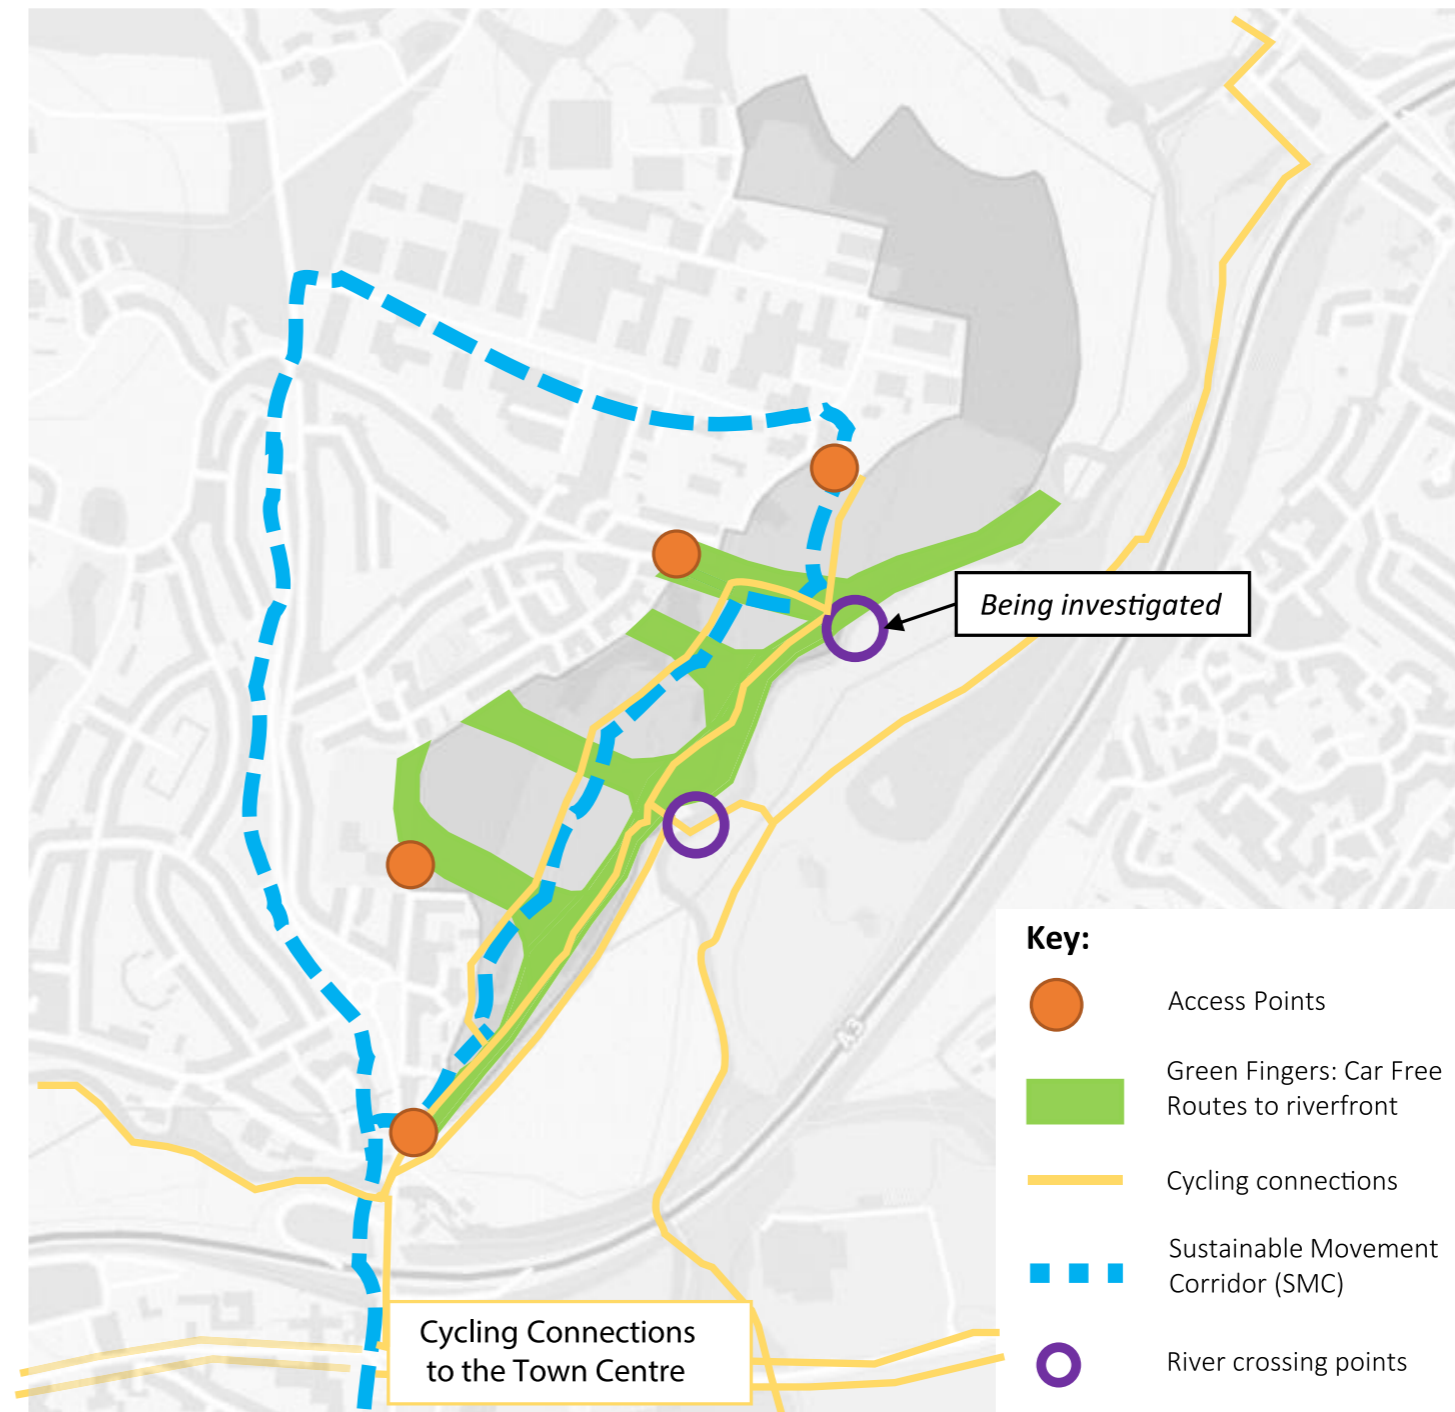 Being investigated
A3
Key:
Access Points
Green Fingers: Car Free
Routes to riverfront
Cycling connections
Sustainable Movement
Corridor (SMC)
River crossing points
Cycling Connections
to the Town Centre